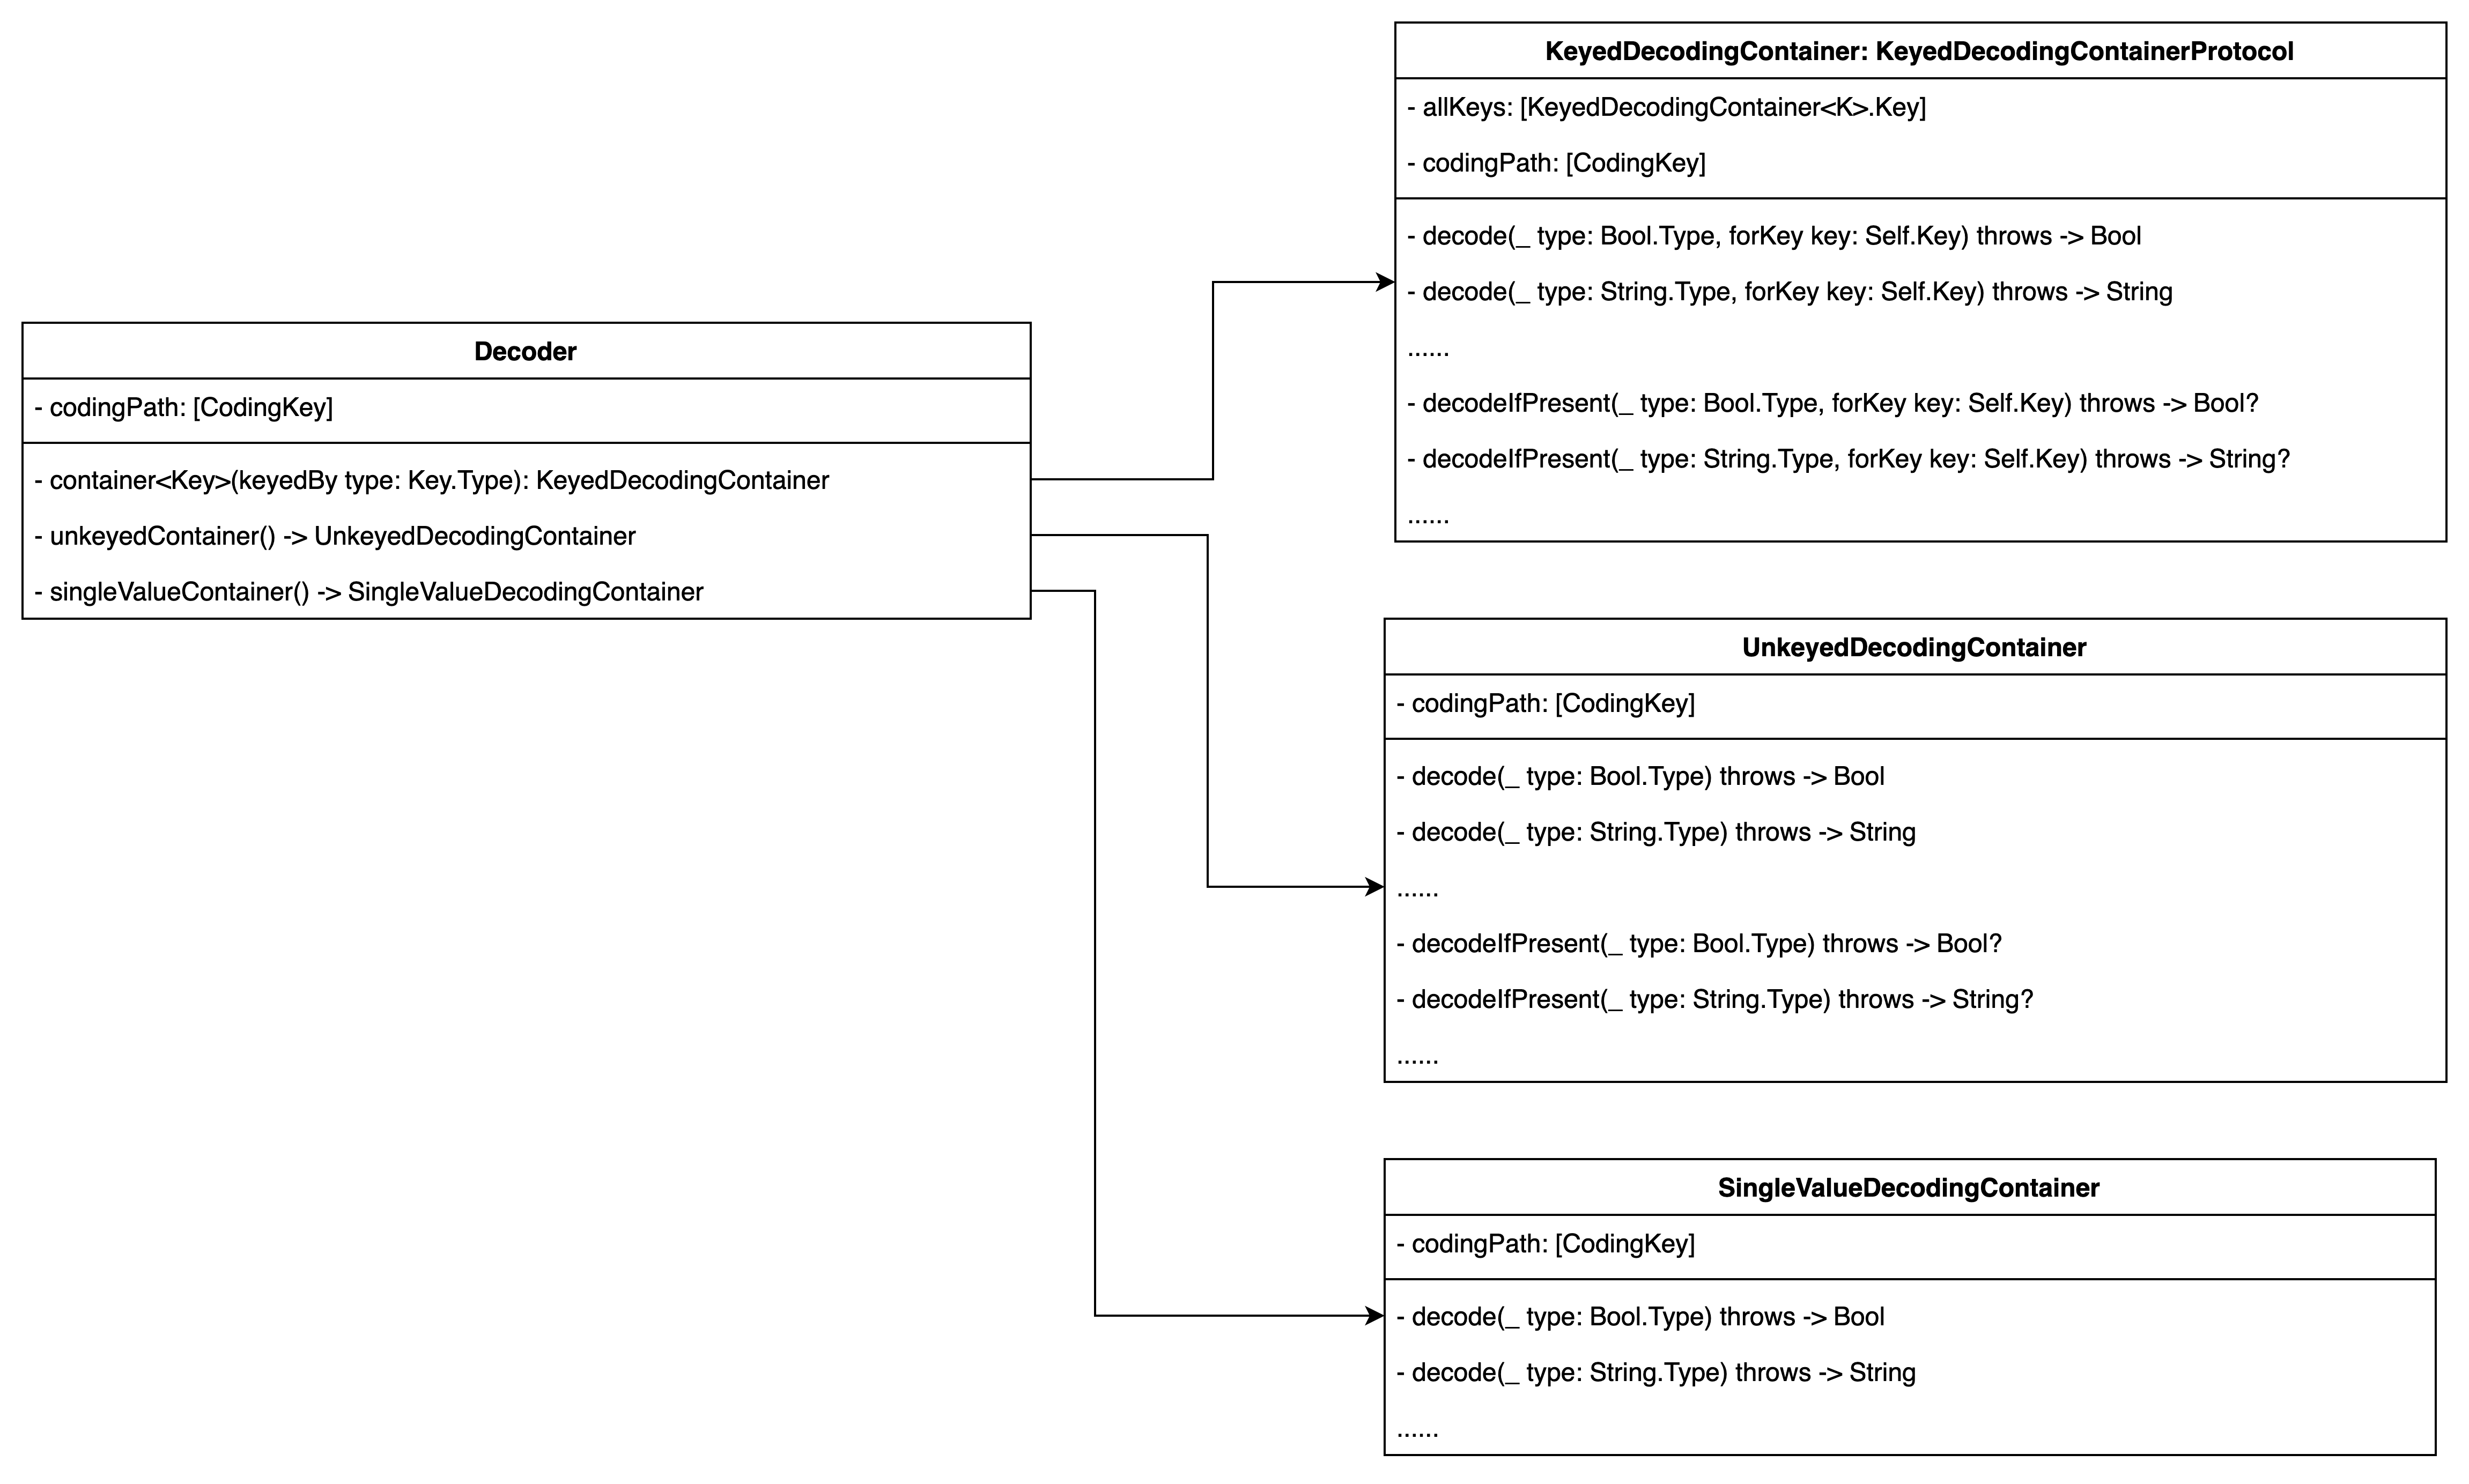 KeyedDecodingContainer: KeyedDecodingContainerProtocol
- allKeys: [KeyedDecodingContainer<K>.Key]
- codingPath: [CodingKey]
- decode(_ type: Bool.Type, forKey key: Self.Key) throws -> Bool
- decode(_ type: String.Type, forKey key: Self.Key) throws -> String
......
- decodeIfPresent(_ type: Bool.Type, forKey key: Self.Key) throws -> Bool?
- decodeIfPresent(_ type: String.Type, forKey key: Self.Key) throws -> String?
......
Decoder
- codingPath: [CodingKey]
- container<Key>(keyedBy type: Key.Type): KeyedDecodingContainer
- unkeyedContainer() -> UnkeyedDecodingContainer
- singleValueContainer() -> SingleValueDecodingContainer
UnkeyedDecodingContainer
- codingPath: [CodingKey]
- decode(_ type: Bool.Type) throws -> Bool
- decode(_ type: String.Type) throws -> String
......
- decodeIfPresent(_ type: Bool.Type) throws -> Bool?
- decodeIfPresent(_ type: String.Type) throws -> String?
......
SingleValueDecodingContainer
- codingPath: [CodingKey]
- decode(_ type: Bool.Type) throws -> Bool
- decode(_ type: String.Type) throws -> String
......